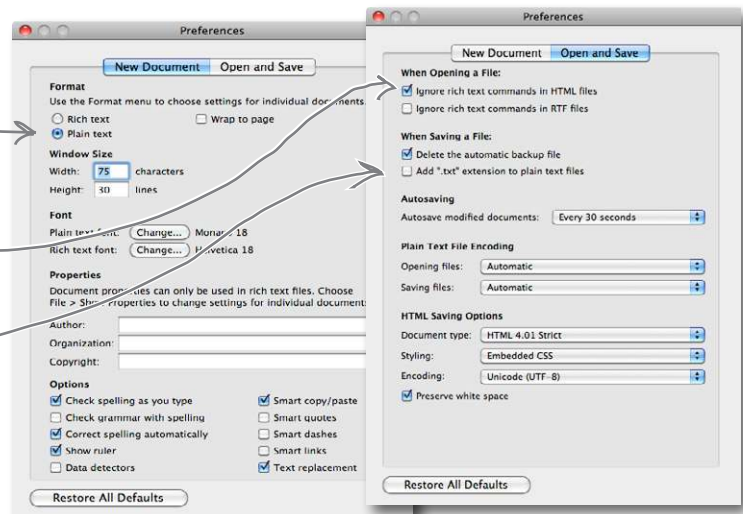 Preferences
New Document Open and Save
Format
Use the Format menu to choose settings for individual documents.
Rich text Wrap to page
Plain text
Window Size
Width: 75 characters
Height: 30 lines
Font
Plain text font: Change... Monaco 18
Rich text font: Change... Helvetica 18
Properties
Document properties can only be used in rich text files. Choose
File > Show Properties to change settings for individual documents
Author:
Organization:
Copyright:
Options
Check spelling as you type Smart copy/paste
Check grammar with spelling Smart quotes
Correct spelling automatically Smart dashes
Show ruler Smart links
Data detectors Text replacement
Restore All Defaults
Preferences
New Document Open and Save
When Opening a File:
Ignore rich text commands in HTML files
Ignore rich text commands in RTF files
When Saving a File:
Delete the automatic backup file
Add ".txt" extension to plain text files
Autosaving
Autosave modified documents: Every 30 seconds
Plain Text File Encoding
Opening files: Automatic
Saving files: Automatic
HTML Saving Options
Document type: HTML 4.01 Strict
Styling: Embedded CSS
Encoding: Unicode (UTF-8)
Preserve white space
Restore All Defaults